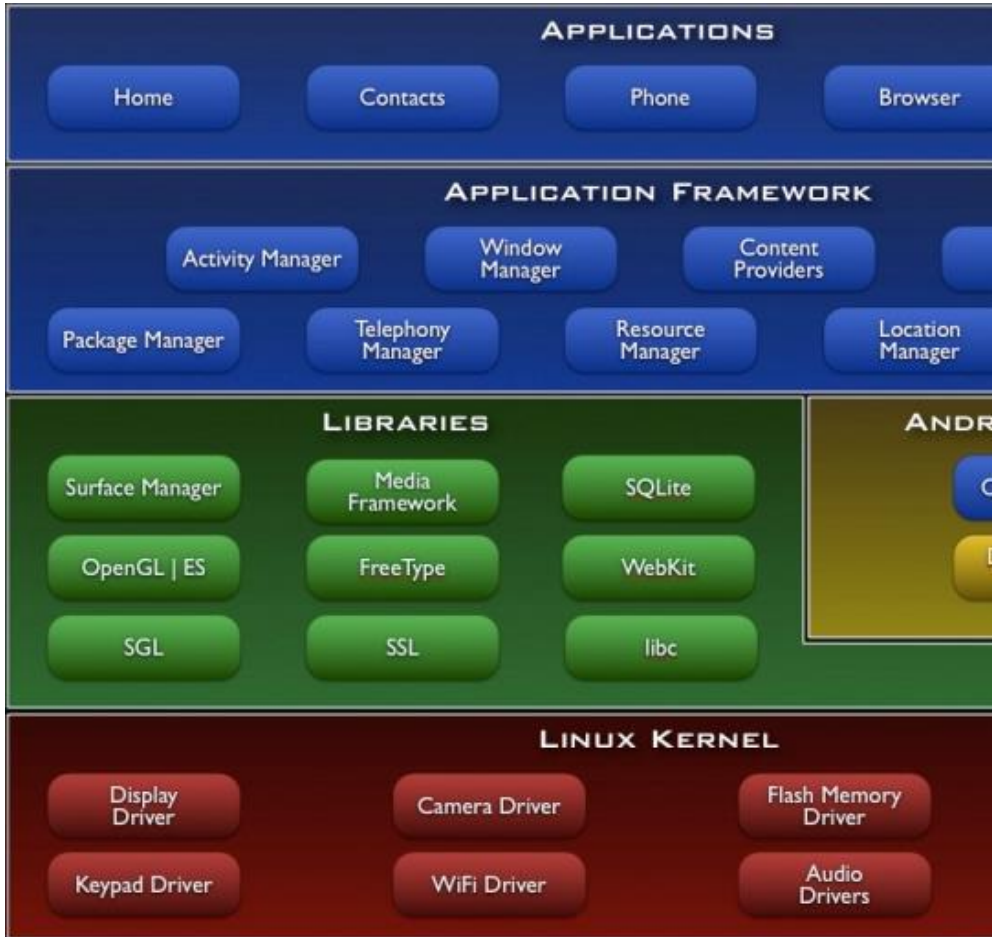 APPLICATIONS
Home
Contacts
Phone
Browser
APPLICATION FRAMEWORK
Activity Manager
Window
Manager
Content
Providers
Package Manager
Telephony
Manager
Resource
Manager
Location
Manager
LIBRARIES
Surface Manager
Media
Framework
SQLite
OpenGL | ES
FreeType
WebKit
SGL
SSL
libc
ANDR
LINUX KERNEL
Display
Driver
Camera Driver
Flash Memory
Driver
Keypad Driver
WiFi Driver
Audio
Drivers